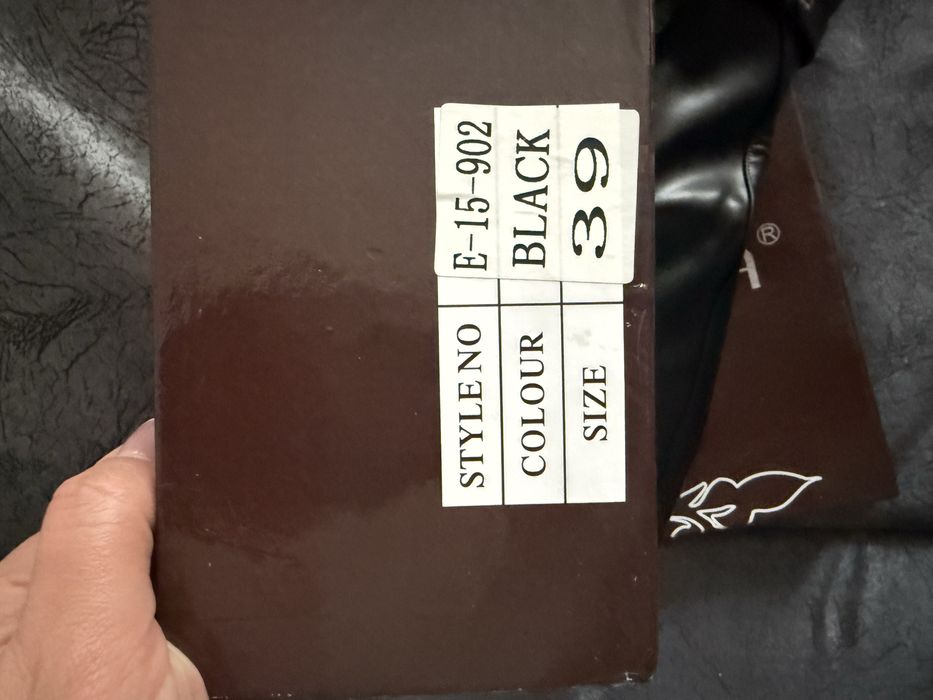 STYLE NO E-15-902
COLOUR BLACK
SIZE 39
®